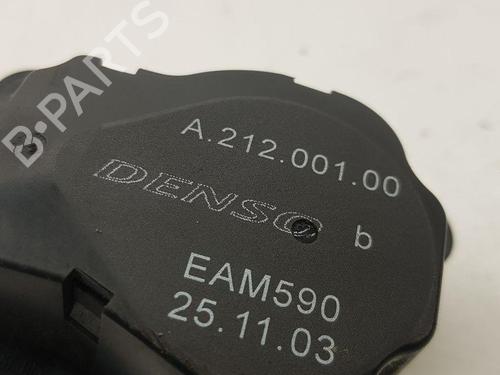 B-PARTS
A.212.001.00
DENSO
b
EAM590
25.11.03